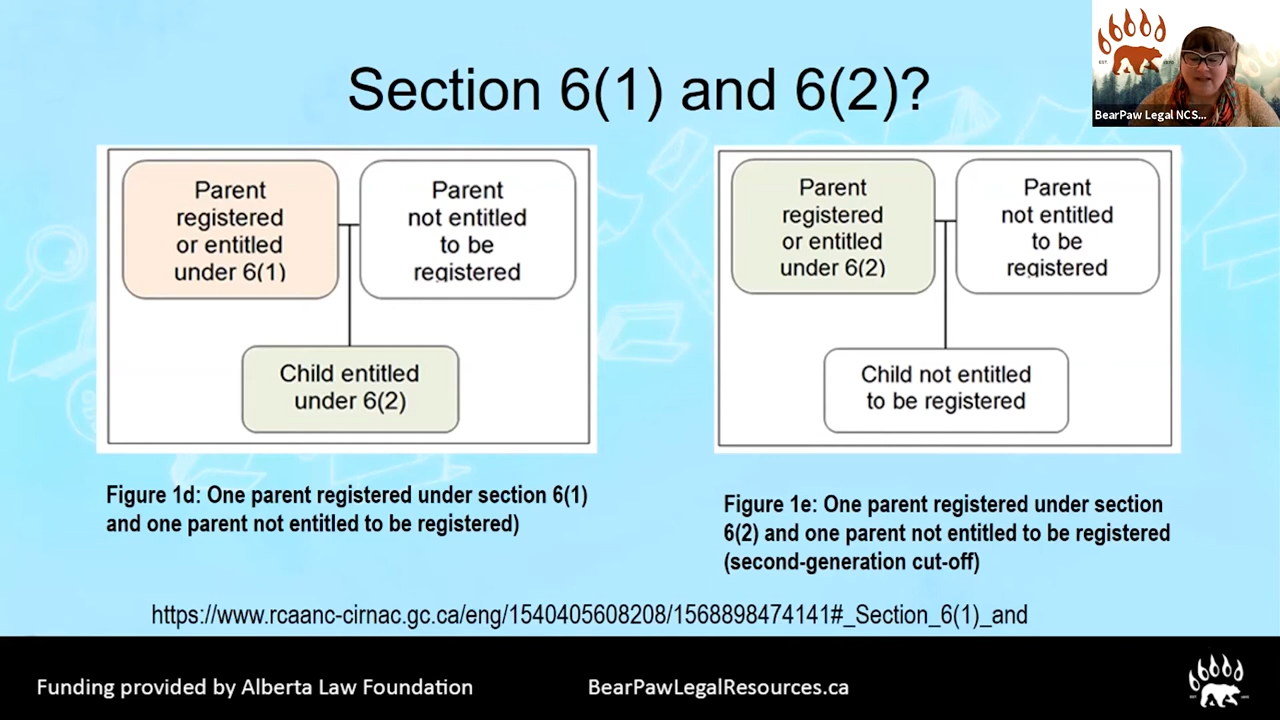 Section 6(1) and 6(2)?
BearPaw Legal NCS...
Parent
registered
or entitled
under 6(1)
Parent
not entitled
to be
registered
Child entitled
under 6(2)
Parent
registered
or entitled
under 6(2)
Parent
not entitled
to be
registered
Child not entitled
to be registered
Figure 1d: One parent registered under section 6(1)
and one parent not entitled to be registered)
Figure 1e: One parent registered under section
6(2) and one parent not entitled to be registered
(second-generation cut-off)
https://www.rcaanc-cirnac.gc.ca/eng/1540405608208/1568898474141#_Section_6(1)_and
Funding provided by Alberta Law Foundation
BearPawLegalResources.ca